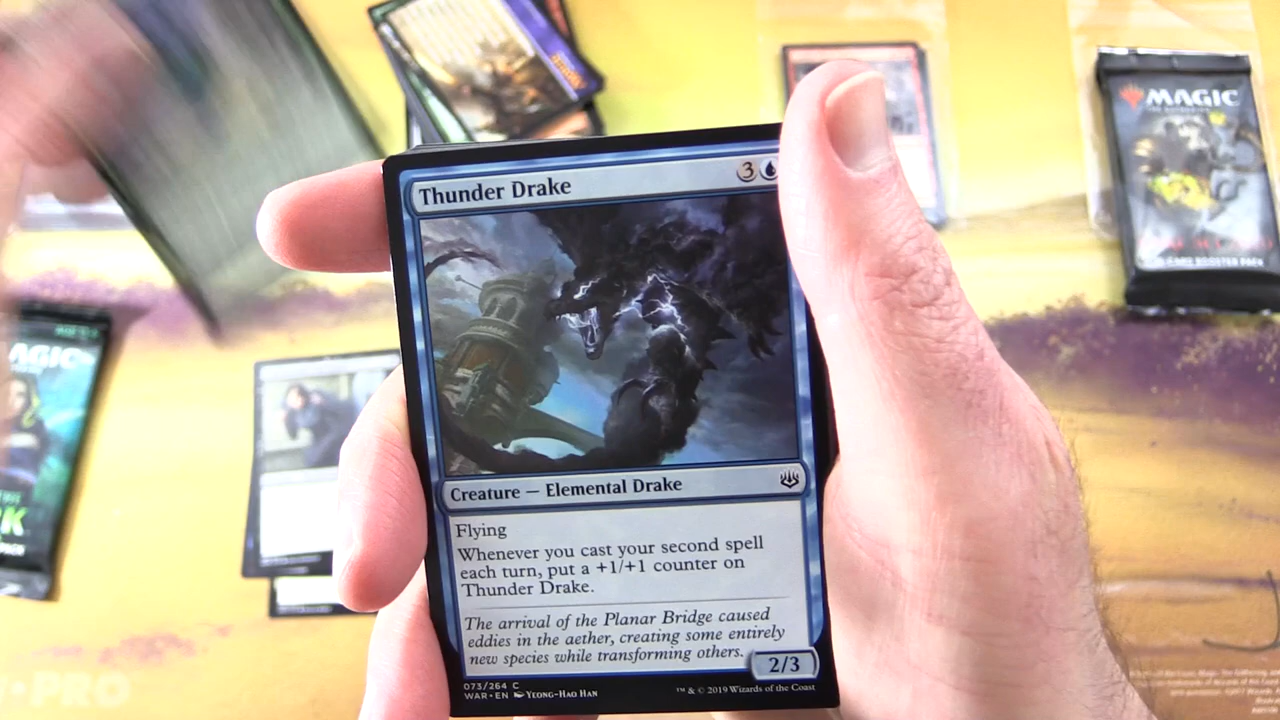 Thunder Drake
3
MAGIC
Creature — Elemental Drake
Flying
Whenever you cast your second spell
each turn, put a +1/+1 counter on
Thunder Drake.
The arrival of the Planar Bridge caused
eddies in the aether, creating some entirely
new species while transforming others.
2/3
073/264 C
WAR • EN Yeong-Hao Han
™ & © 2019 Wizards of the Coast